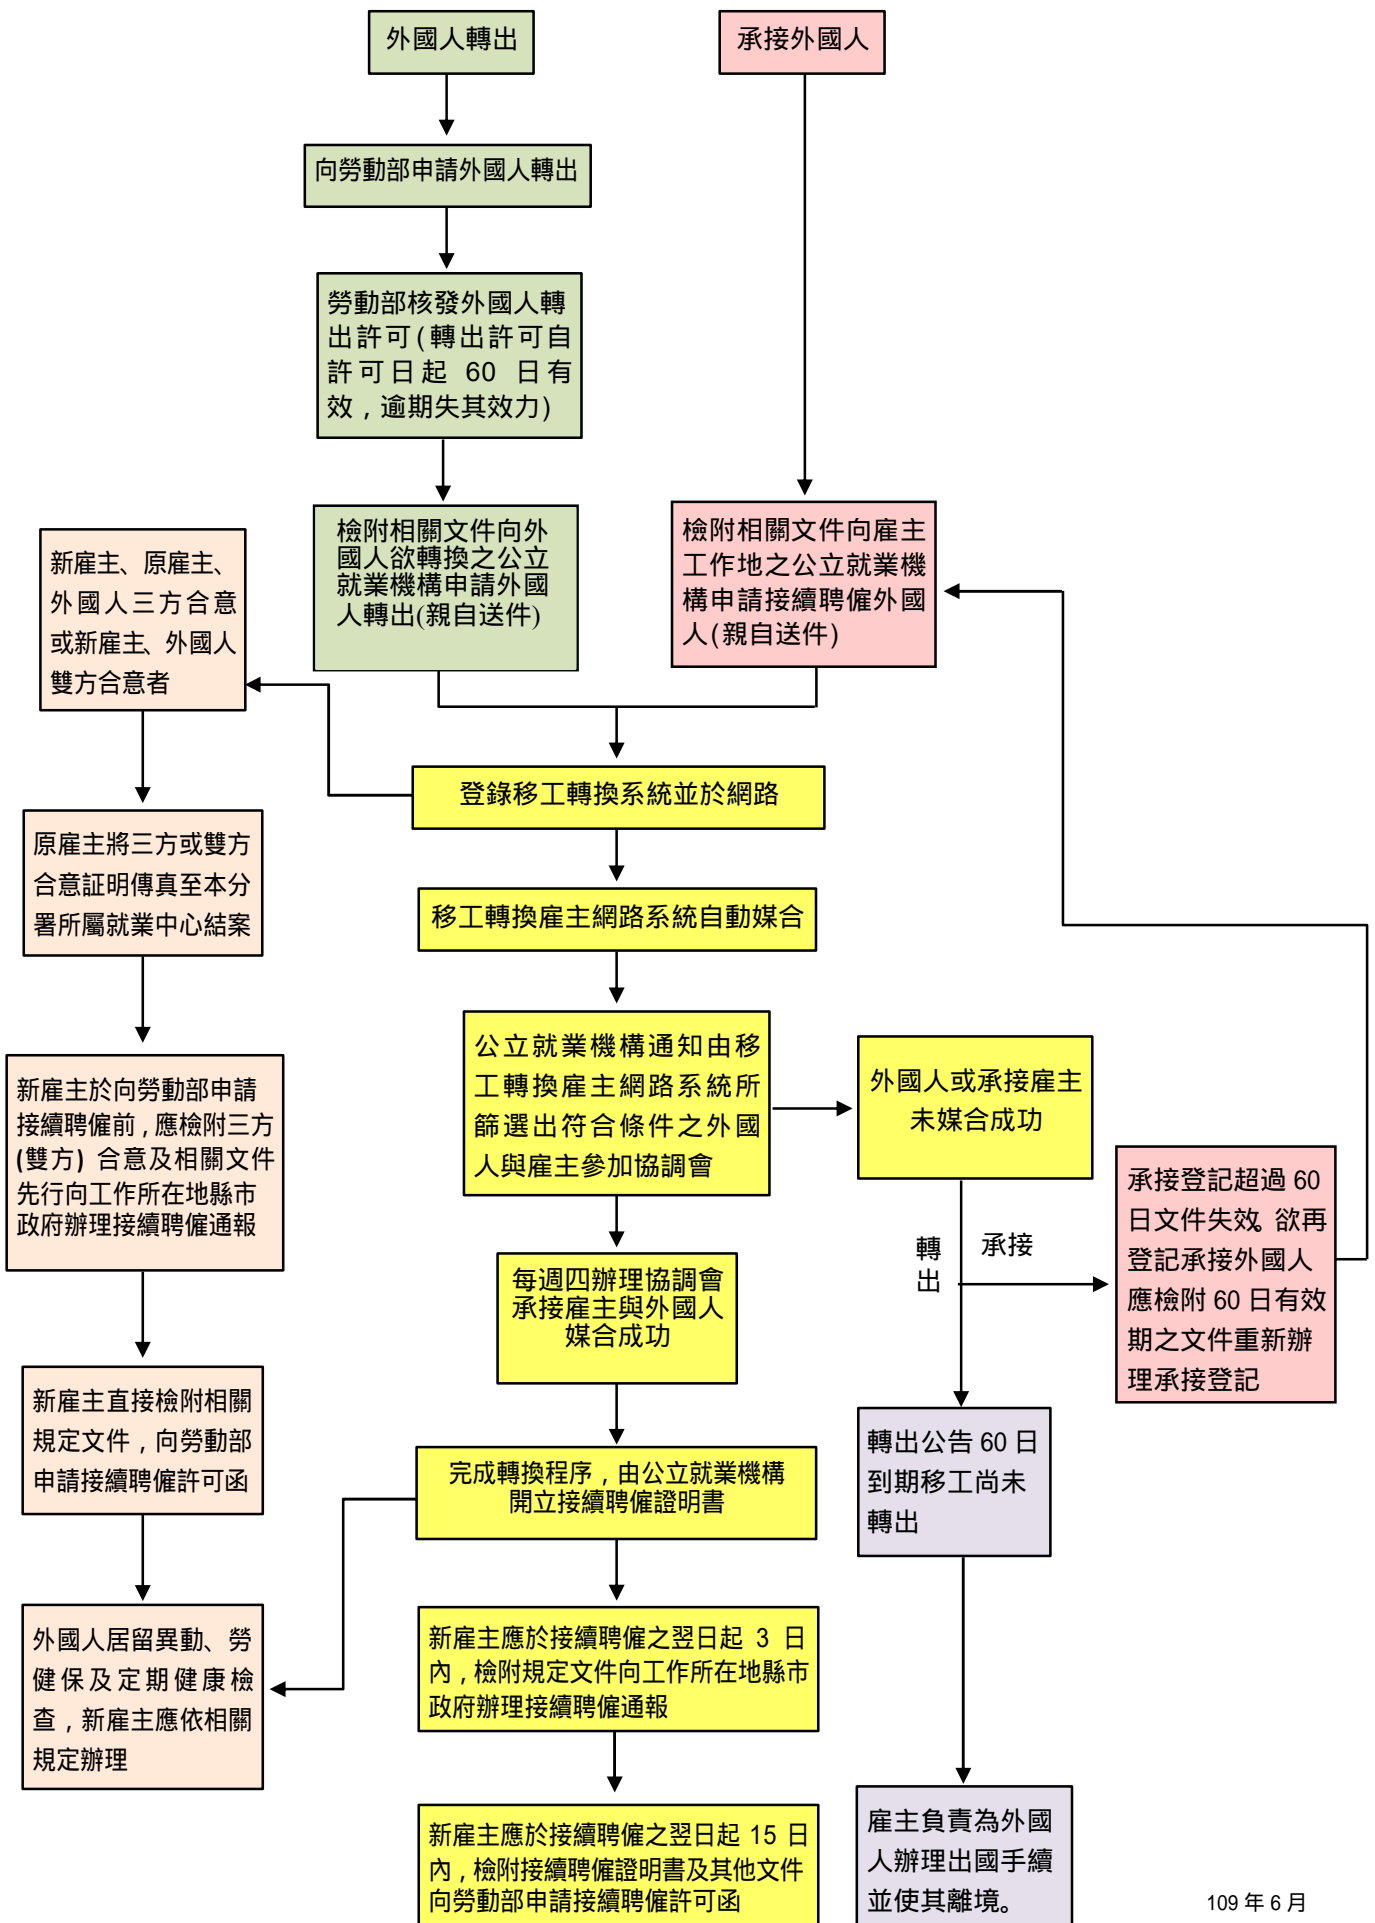 外國人轉出
承接外國人
向勞動部申請外國人轉出
勞動部核發外國人轉
出許可(轉出許可自
許可日起 60 日有
效，逾期失其效力)
檢附相關文件向外
國人欲轉換之公立
就業機構申請外國
人轉出(親自送件)
檢附相關文件向雇主
工作地之公立就業機
構申請接續聘僱外國
人(親自送件)
新雇主、原雇主、
外國人三方合意
或新雇主、外國人
雙方合意者
登錄移工轉換系統並於網路
原雇主將三方或雙方
合意証明傳真至本分
署所屬就業中心結案
移工轉換雇主網路系統自動媒合
公立就業機構通知由移
工轉換雇主網路系統所
篩選出符合條件之外國
人與雇主參加協調會
外國人或承接雇主
未媒合成功
新雇主於向勞動部申請
接續聘僱前，應檢附三方
(雙方) 合意及相關文件
先行向工作所在地縣市
政府辦理接續聘僱通報
承接登記超過 60
日文件失效。欲再
登記承接外國人
應檢附 60 日有效
期之文件重新辦
理承接登記
轉出
承接
每週四辦理協調會
承接雇主與外國人
媒合成功
新雇主直接檢附相關
規定文件，向勞動部
申請接續聘僱許可函
完成轉換程序，由公立就業機構
開立接續聘僱證明書
轉出公告 60 日
到期移工尚未
轉出
外國人居留異動、勞
健保及定期健康檢
查，新雇主應依相關
規定辦理
新雇主應於接續聘僱之翌日起 3 日
內，檢附規定文件向工作所在地縣市
政府辦理接續聘僱通報
新雇主應於接續聘僱之翌日起 15 日
內，檢附接續聘僱證明書及其他文件
向勞動部申請接續聘僱許可函
雇主負責為外國
人辦理出國手續
並使其離境。
109 年 6 月